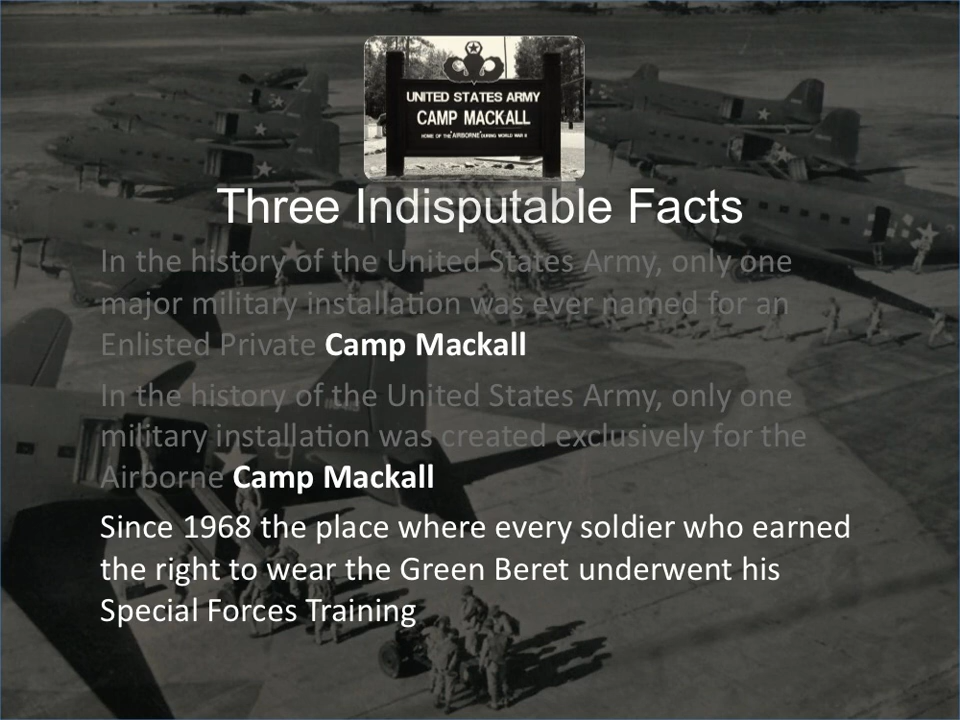 UNITED STATES ARMY
CAMP MACKALL
HOME OF THE "AIRBORNE" DURING WORLD WAR II
Three Indisputable Facts
In the history of the United States Army, only one
major military installation was ever named for an
Enlisted Private Camp Mackall
In the history of the United States Army, only one
military installation was created exclusively for the
Airborne Camp Mackall
Since 1968 the place where every soldier who earned
the right to wear the Green Beret underwent his
Special Forces Training